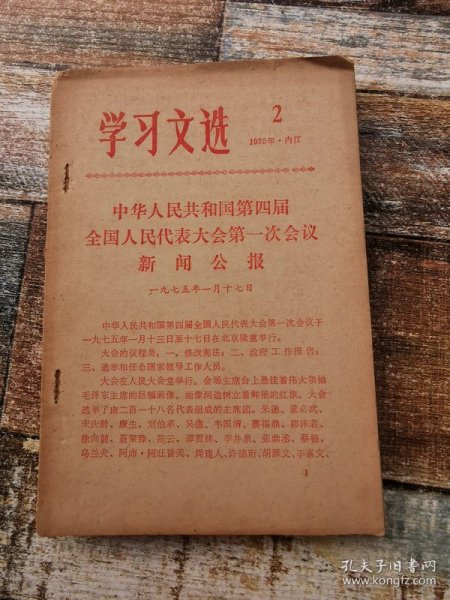 学习文选
2
1975年·内江
中华人民共和国第四届
全国人民代表大会第一次会议
新闻公报
一九七五年一月十七日
中华人民共和国第四届全国人民代表大会第一次会议于
一九七五年一月十三日至十七日在北京隆重举行。
大会的议程是：一、修改宪法；二、政府工作报告；
三、选举和任命国家领导工作人员。
大会在人民大会堂举行。会场主席台上悬挂着伟大领袖
毛泽东主席的巨幅画像。画像两边树立着鲜艳的红旗。大会
选举了由二百一十八名代表组成的主席团。朱德、董必武、
宋庆龄、康生、刘伯承、吴德、韦国清、赛福鼎、郭沫若、
徐向前、聂荣臻、陈云、谭震林、李井泉、张鼎丞、蔡畅、
乌兰夫、阿沛·阿旺晋美、周建人、许德珩、胡厥文、李素文、
1
孔夫子旧书网
www.kongfz.com